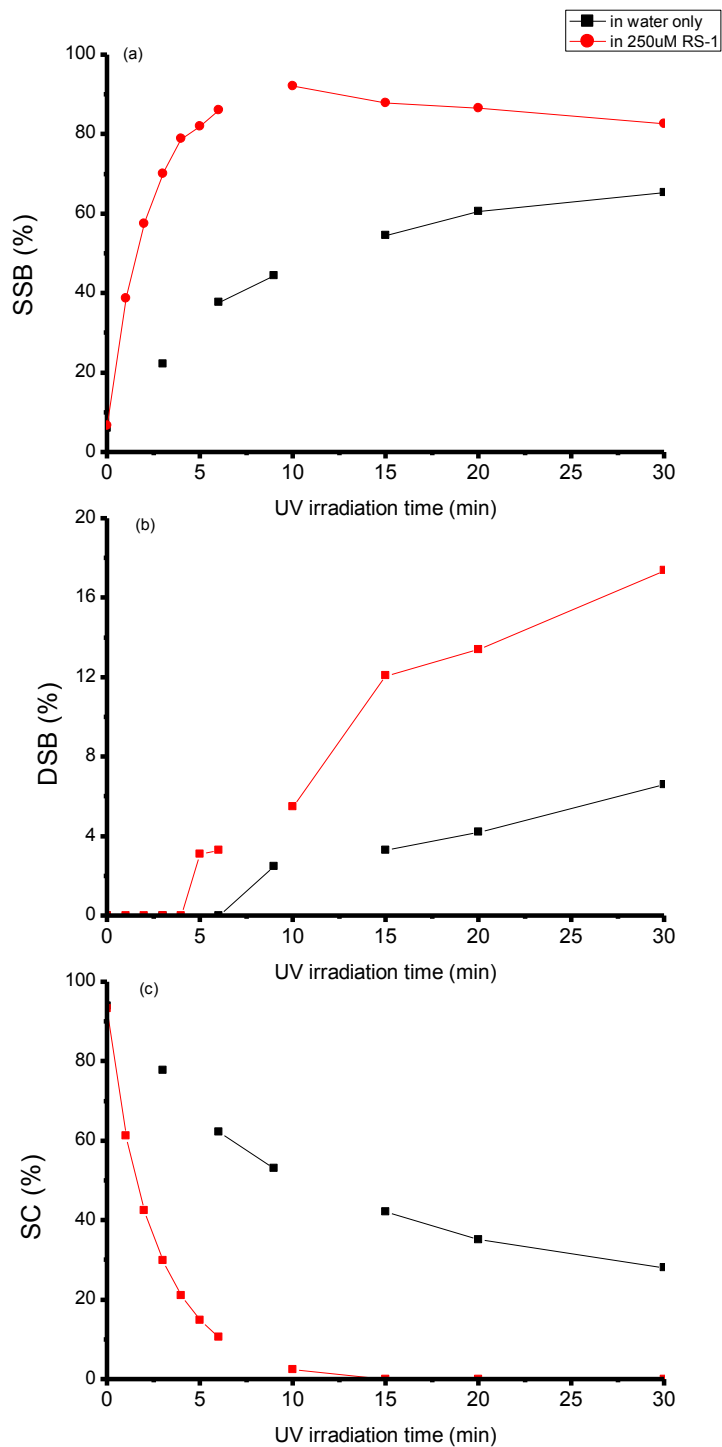 in water only
in 250uM RS-1
(a)
100
80
60
40
20
0
SSB (%)
0 5 10 15 20 25 30
UV irradiation time (min)
(b)
20
16
12
8
4
0
DSB (%)
0 5 10 15 20 25 30
UV irradiation time (min)
(c)
100
80
60
40
20
0
SC (%)
0 5 10 15 20 25 30
UV irradiation time (min)